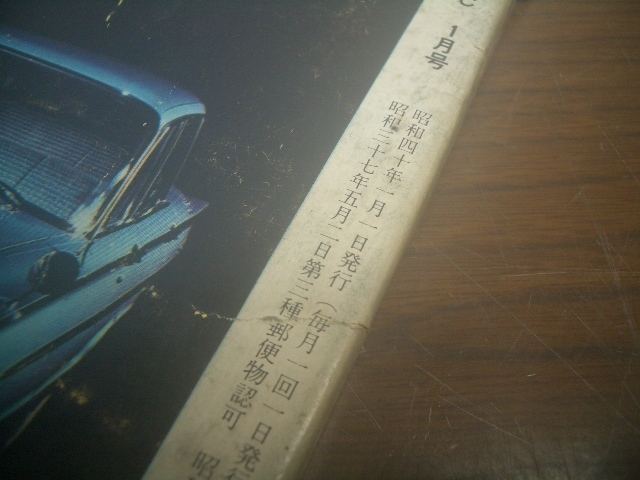 C 1月号
昭和四十年一月一日発行(毎月一回一日発行
昭和三十七年五月二日第三種郵便物認可 昭